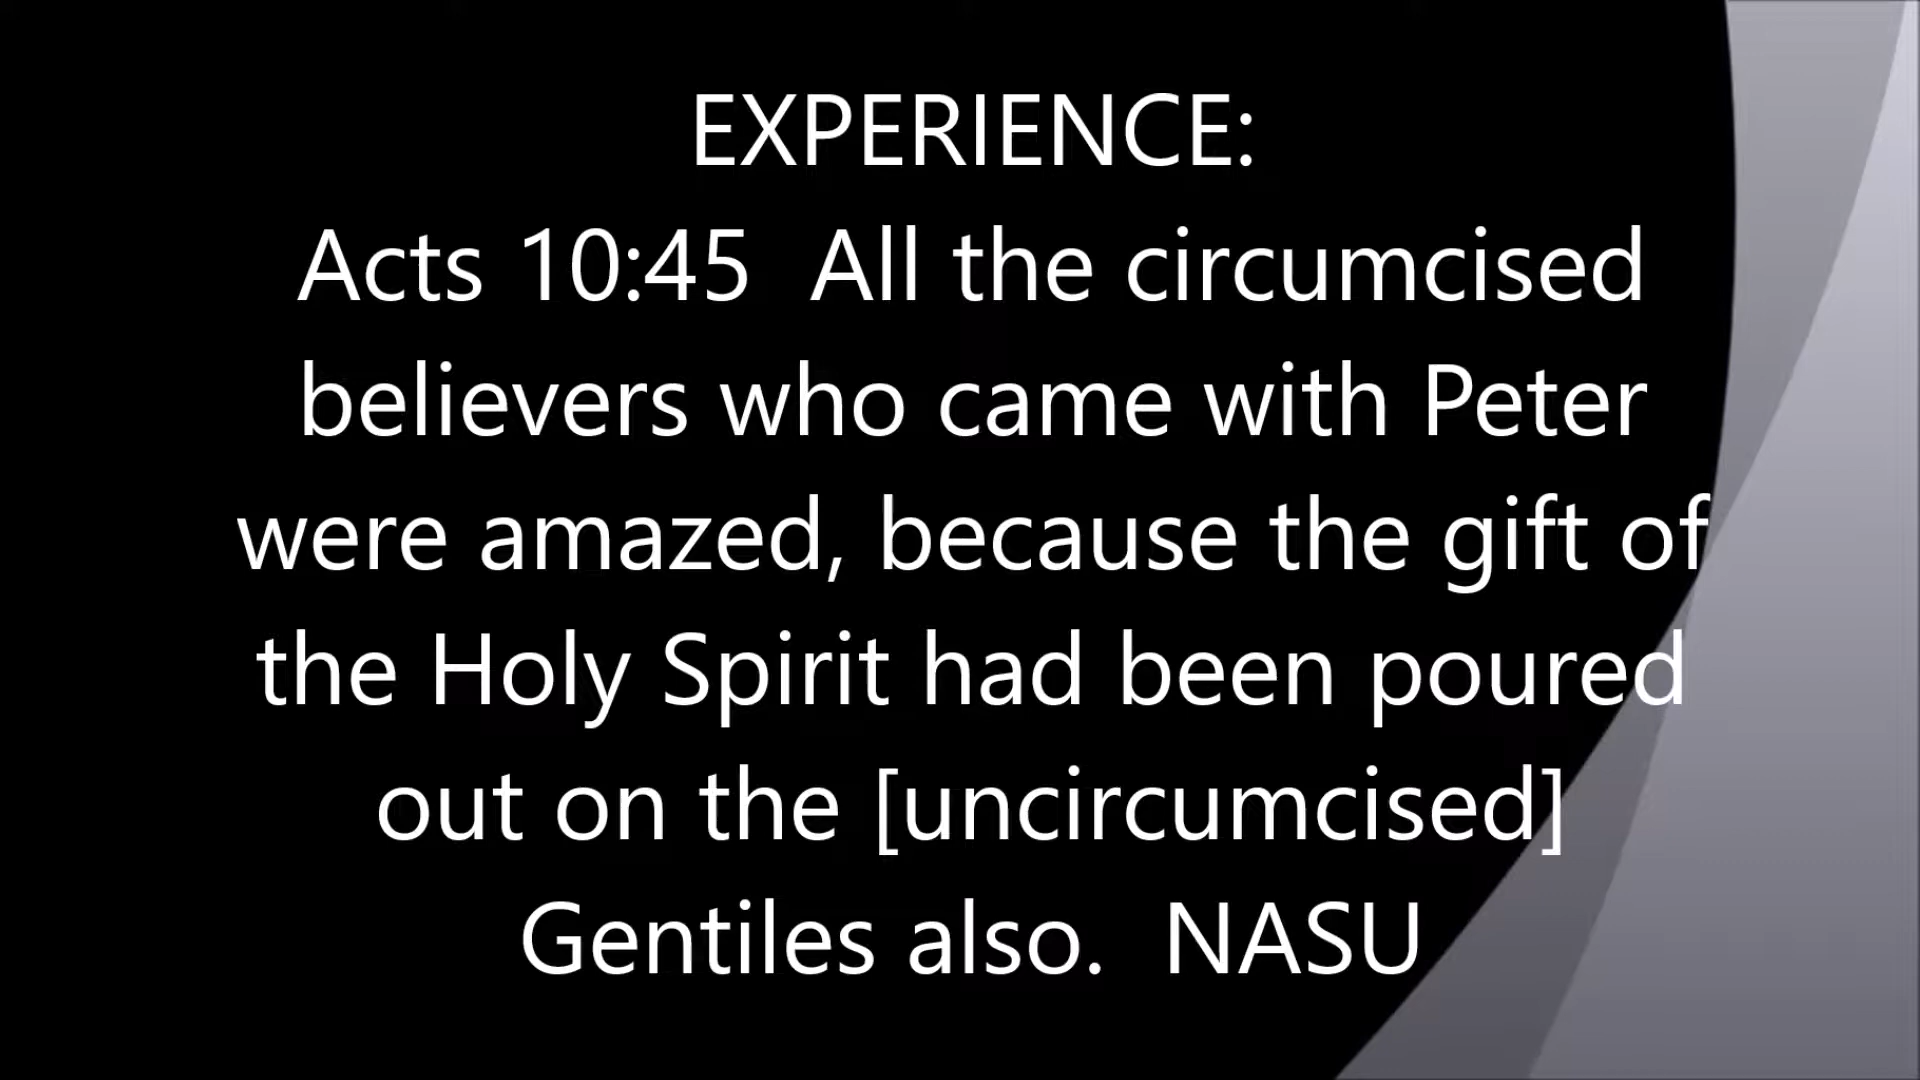 EXPERIENCE:
Acts 10:45  All the circumcised
believers who came with Peter
were amazed, because the gift of
the Holy Spirit had been poured
out on the [uncircumcised]
Gentiles also.  NASU